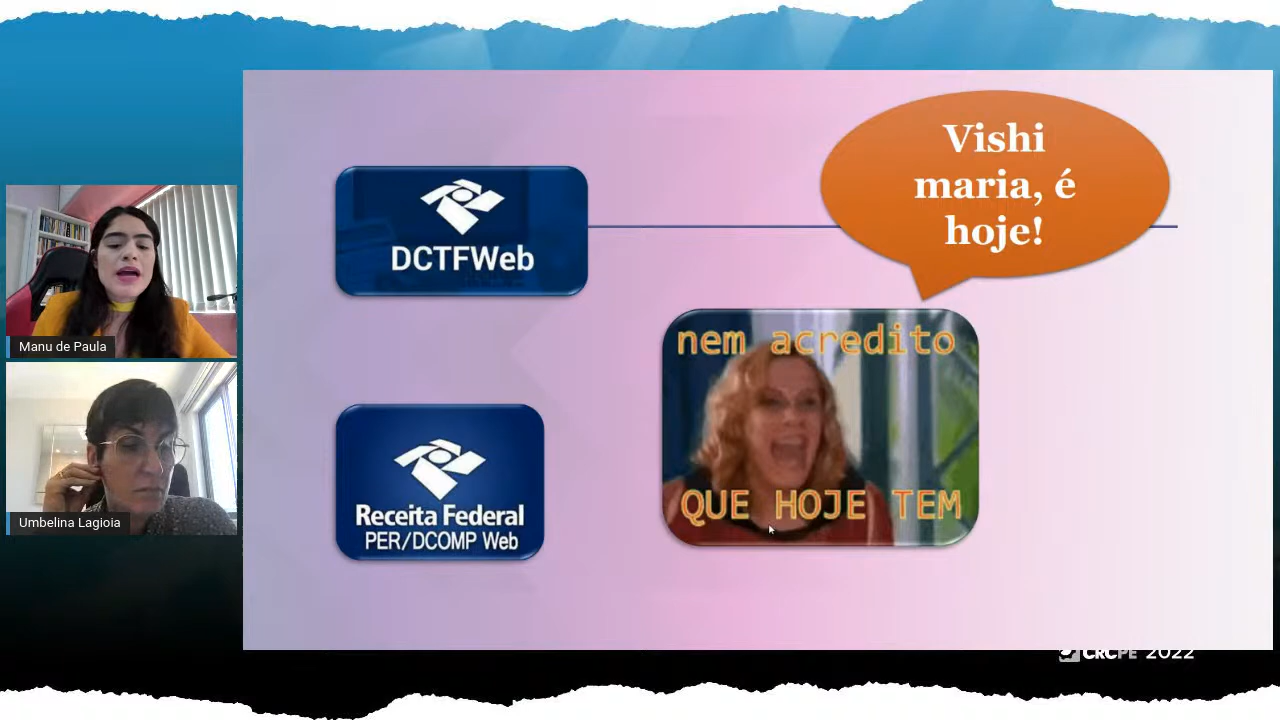 Vishi
maria, é
hoje!
DCTFWeb
nem acredito
QUE HOJE TEM
Receita Federal
PER/DCOMP Web
Manu de Paula
Umbelina Lagioia
CRCPE 2022